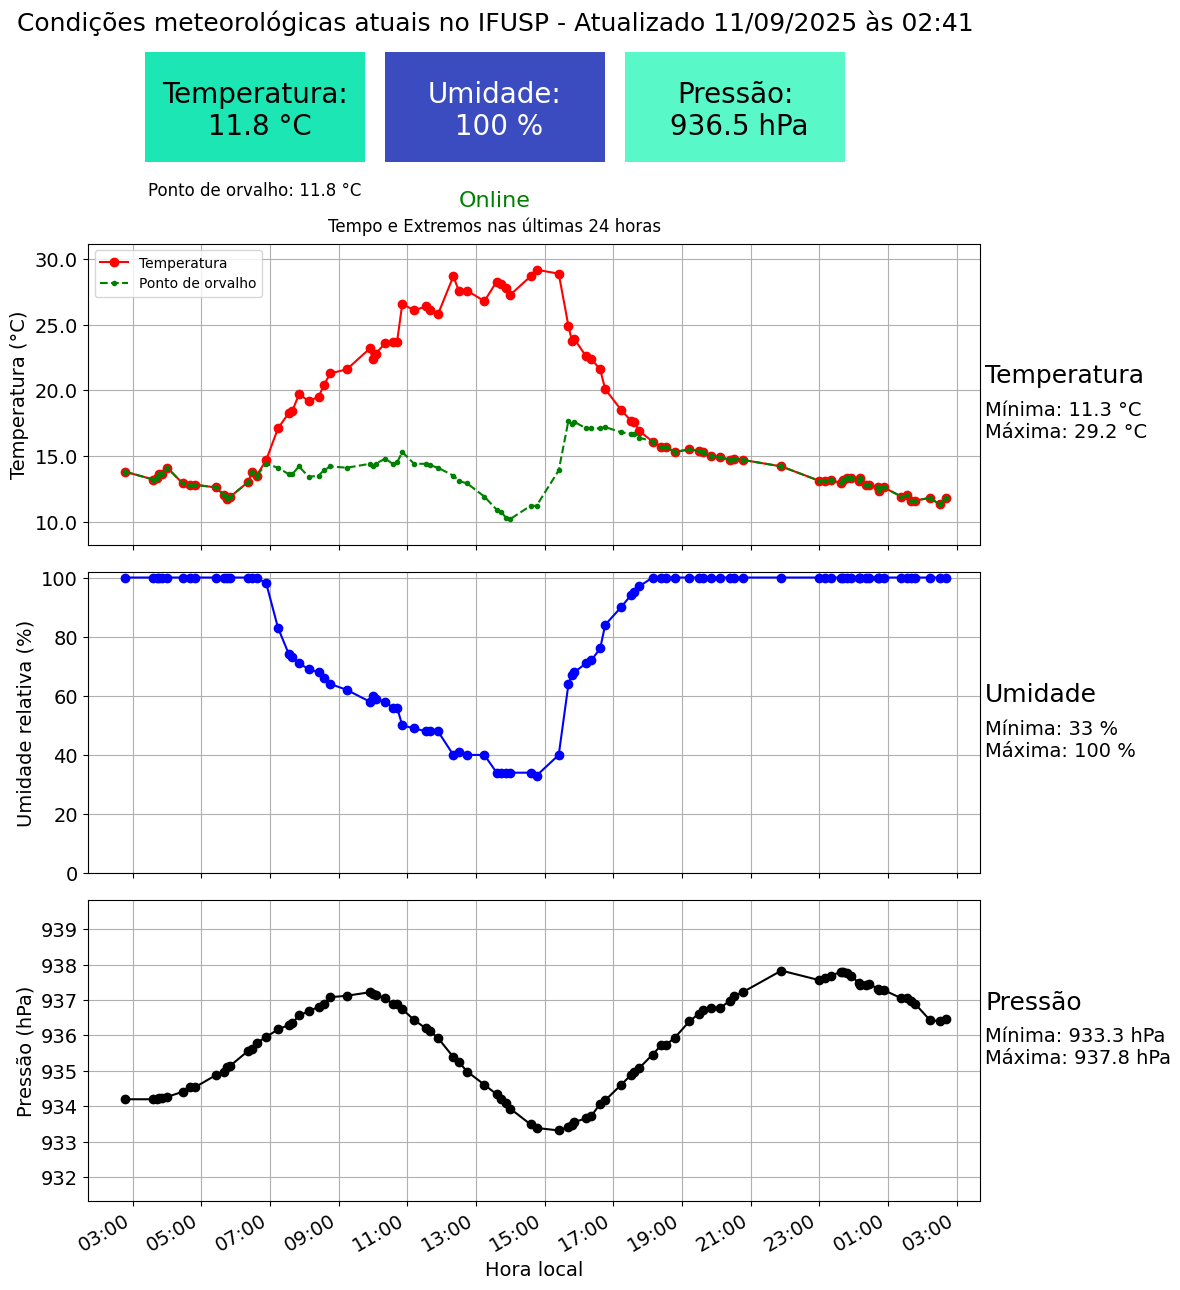 Condições meteorológicas atuais no IFUSP - Atualizado 11/09/2025 às 02:41
Temperatura:
11.8 °C
Umidade:
100 %
Pressão:
936.5 hPa
Ponto de orvalho: 11.8 °C
Online
Tempo e Extremos nas últimas 24 horas
Temperatura
Ponto de orvalho
Temperatura (°C)
30.0
25.0
20.0
15.0
10.0
Temperatura
Mínima: 11.3 °C
Máxima: 29.2 °C
Umidade relativa (%)
100
80
60
40
20
0
Umidade
Mínima: 33 %
Máxima: 100 %
Pressão (hPa)
939
938
937
936
935
934
933
932
Pressão
Mínima: 933.3 hPa
Máxima: 937.8 hPa
03:00
05:00
07:00
09:00
11:00
13:00
15:00
17:00
19:00
21:00
23:00
01:00
03:00
Hora local